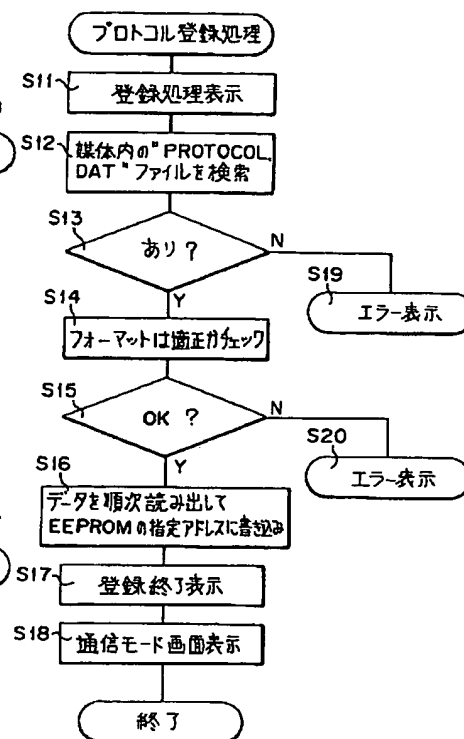 プロトコル登録処理
S11
登録処理表示
S12
媒体内の"PROTOCOL.
DAT"ファイルを検索
S13
あり?
N
Y
S19
エラー表示
S14
フォーマットは適正かチェック
S15
OK ?
N
Y
S20
エラー表示
S16
データを順次読み出して
EEPROMの指定アドレスに書き込み
S17
登録終了表示
S18
通信モード画面表示
終了